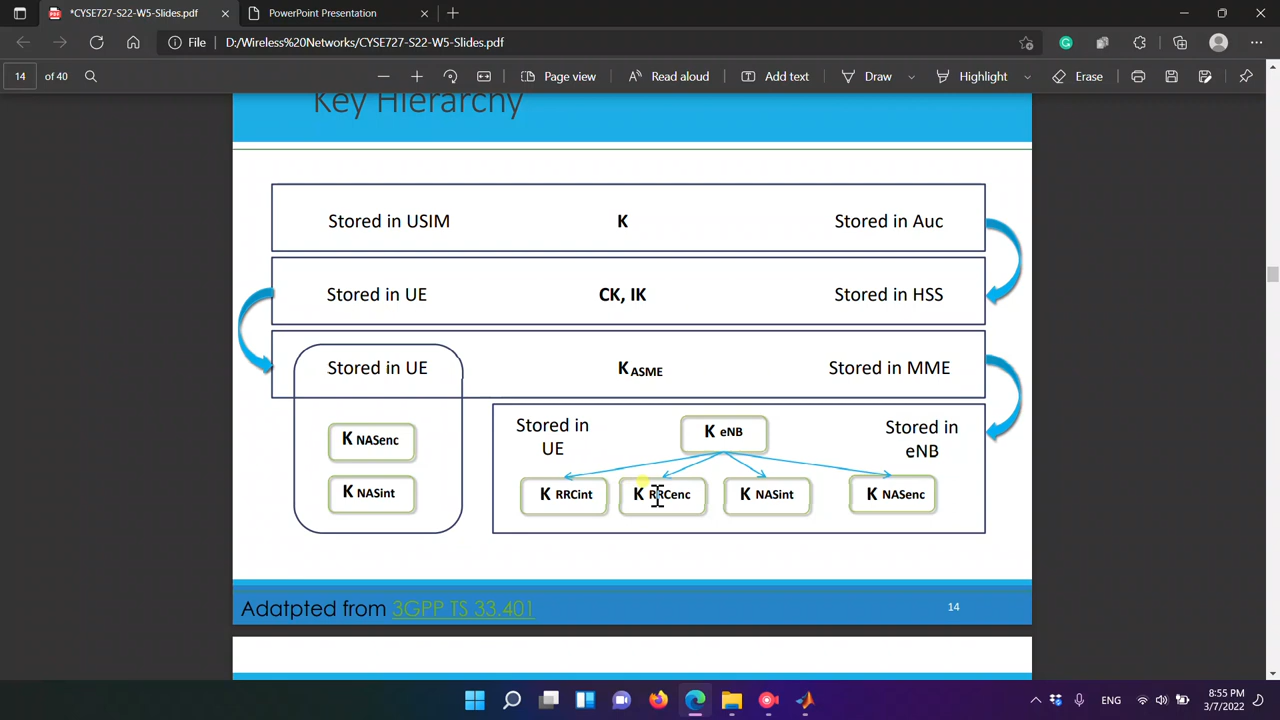 *CYSE727-S22-W5-Slides.pdf
PowerPoint Presentation
File
D:/Wireless%20Networks/CYSE727-S22-W5-Slides.pdf
14 of 40
Page view
Read aloud
Add text
Draw
Highlight
Erase
Key Hierarchy
Stored in USIM K Stored in Auc
Stored in UE CK, IK Stored in HSS
Stored in UE K ASME Stored in MME
K NASenc
K NASint
Stored in
UE
K eNB
Stored in
eNB
K RRCint K RRCenc K NASint K NASenc
Adatpted from 3GPP TS 33.401
14
ENG
8:55 PM
3/7/2022